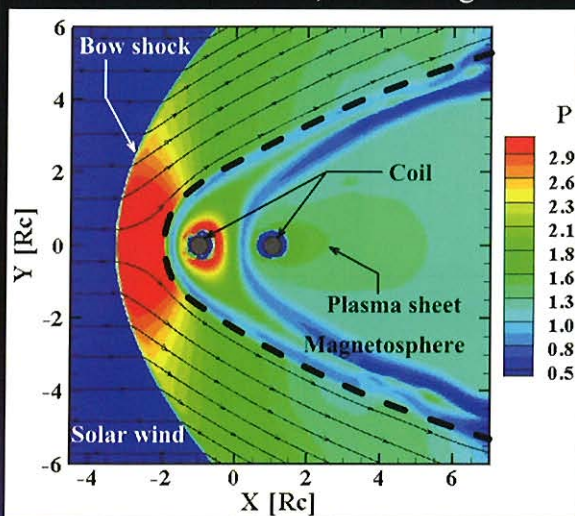 Bow shock
Coil
Plasma sheet
Magnetosphere
Solar wind
Y [Rc]
6
4
2
0
-2
-4
-6
-4
-2
0
2
4
6
X [Rc]
P
2.9
2.6
2.4
2.1
1.8
1.6
1.3
1.0
0.8
0.5